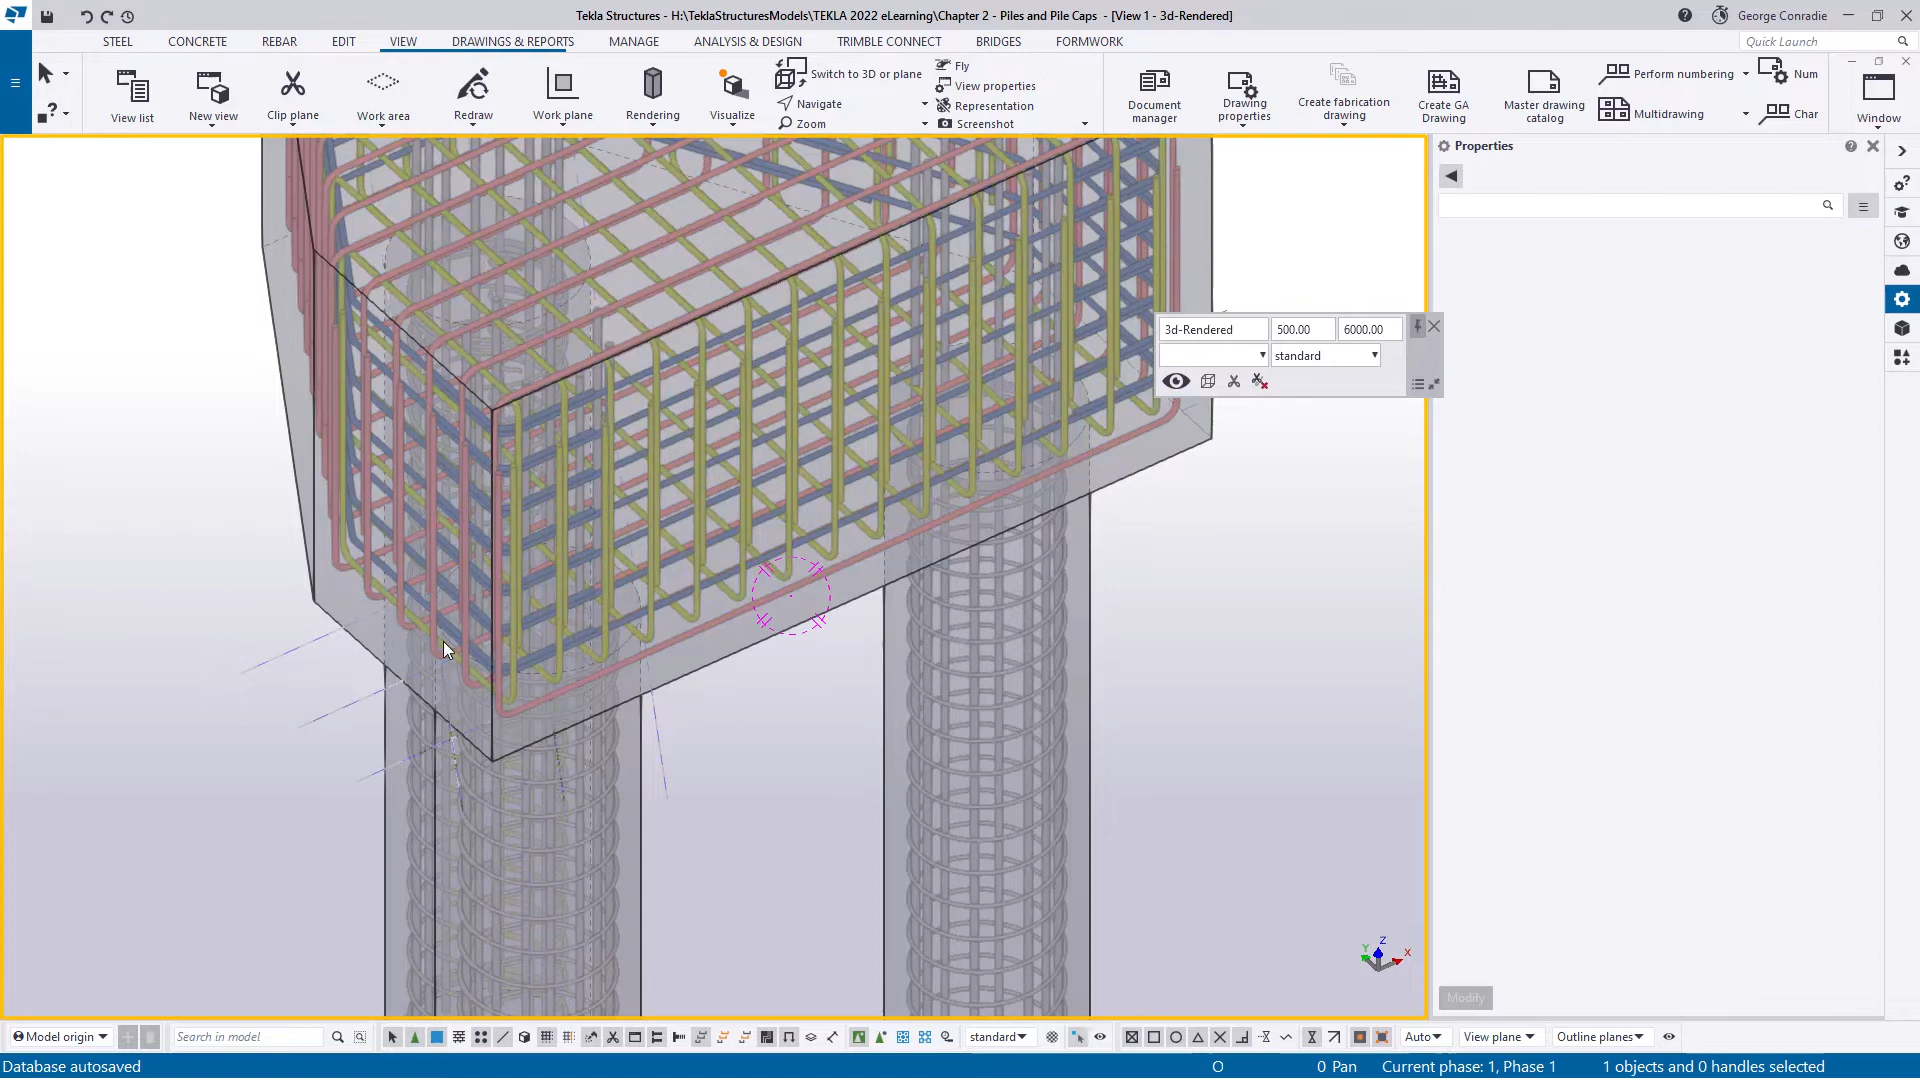 Tekla Structures - H:\TeklaStructuresModels\TEKLA 2022 eLearning\Chapter 2 - Piles and Pile Caps - [View 1 - 3d-Rendered]
George Conradie
STEEL CONCRETE REBAR EDIT VIEW DRAWINGS & REPORTS MANAGE ANALYSIS & DESIGN TRIMBLE CONNECT BRIDGES FORMWORK
Quick Launch
View list
New view
Clip plane
Work area
Redraw
Work plane
Rendering
Visualize
Switch to 3D or plane
Navigate
Zoom
Fly
View properties
Representation
Screenshot
Document manager
Drawing properties
Create fabrication drawing
Create GA Drawing
Master drawing catalog
Perform numbering
Multidrawing
Num
Char
Window
Properties
3d-Rendered 500.00 6000.00
standard
Z
Y
X
Modify
Model origin
Search in model
standard
Auto
View plane
Outline planes
Database autosaved
O
0 Pan
Current phase: 1, Phase 1
1 objects and 0 handles selected